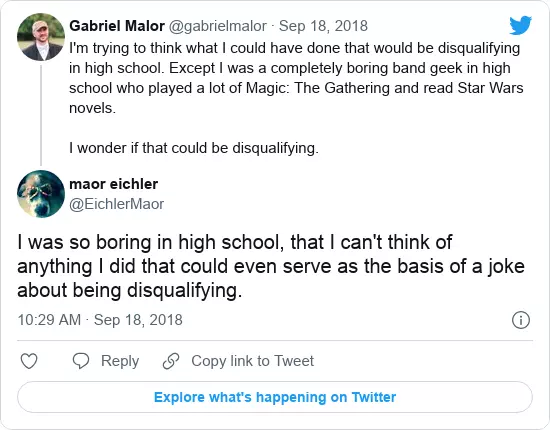 Gabriel Malor @gabrielmalor · Sep 18, 2018
I'm trying to think what I could have done that would be disqualifying
in high school. Except I was a completely boring band geek in high
school who played a lot of Magic: The Gathering and read Star Wars
novels.
I wonder if that could be disqualifying.
maor eichler
@EichlerMaor
I was so boring in high school, that I can't think of
anything I did that could even serve as the basis of a joke
about being disqualifying.
10:29 AM · Sep 18, 2018
Reply
Copy link to Tweet
Explore what's happening on Twitter